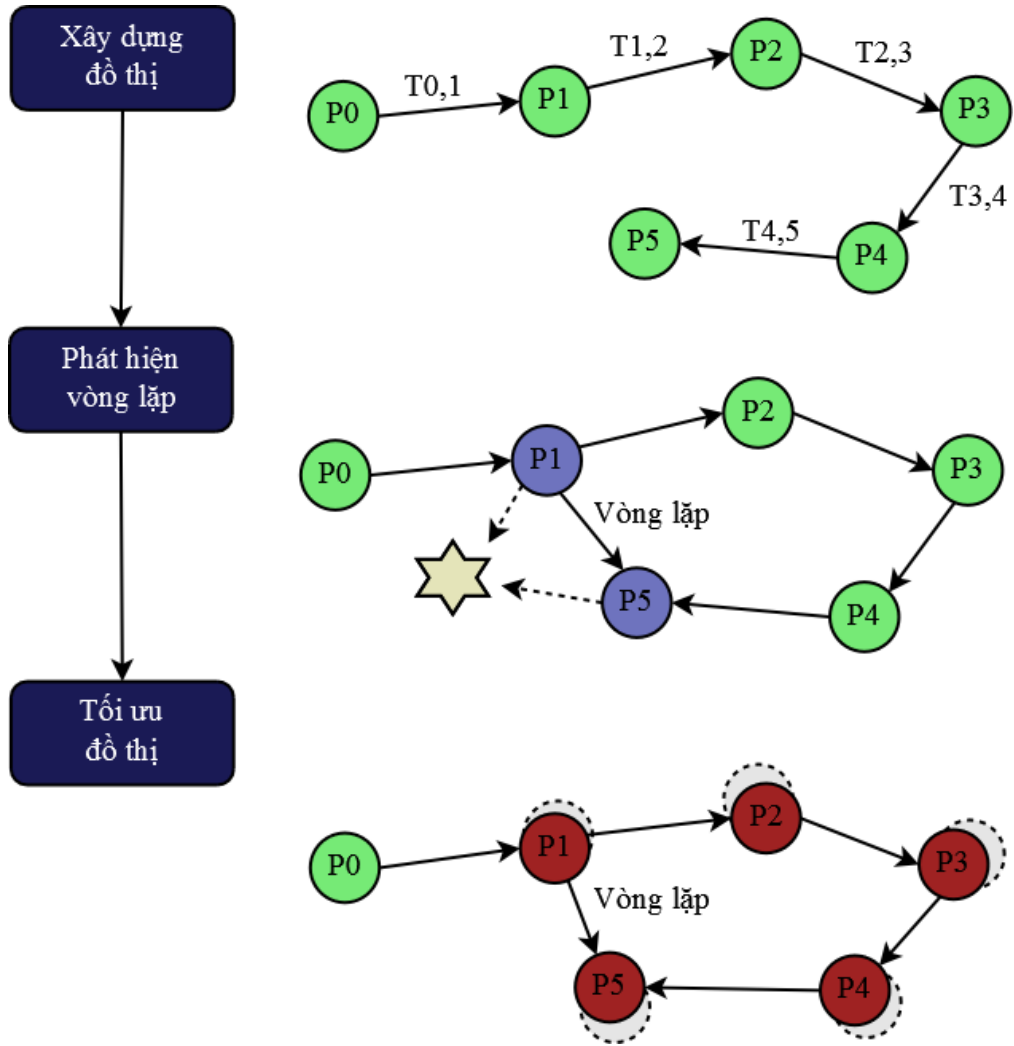 Xây dựng
đồ thị
P0
T0,1
P1
T1,2
P2
T2,3
P3
T3,4
P4
T4,5
P5
Phát hiện
vòng lặp
P0
P1
P2
P3
Vòng lặp
P5
P4
Tối ưu
đồ thị
P0
P1
P2
P3
Vòng lặp
P5
P4